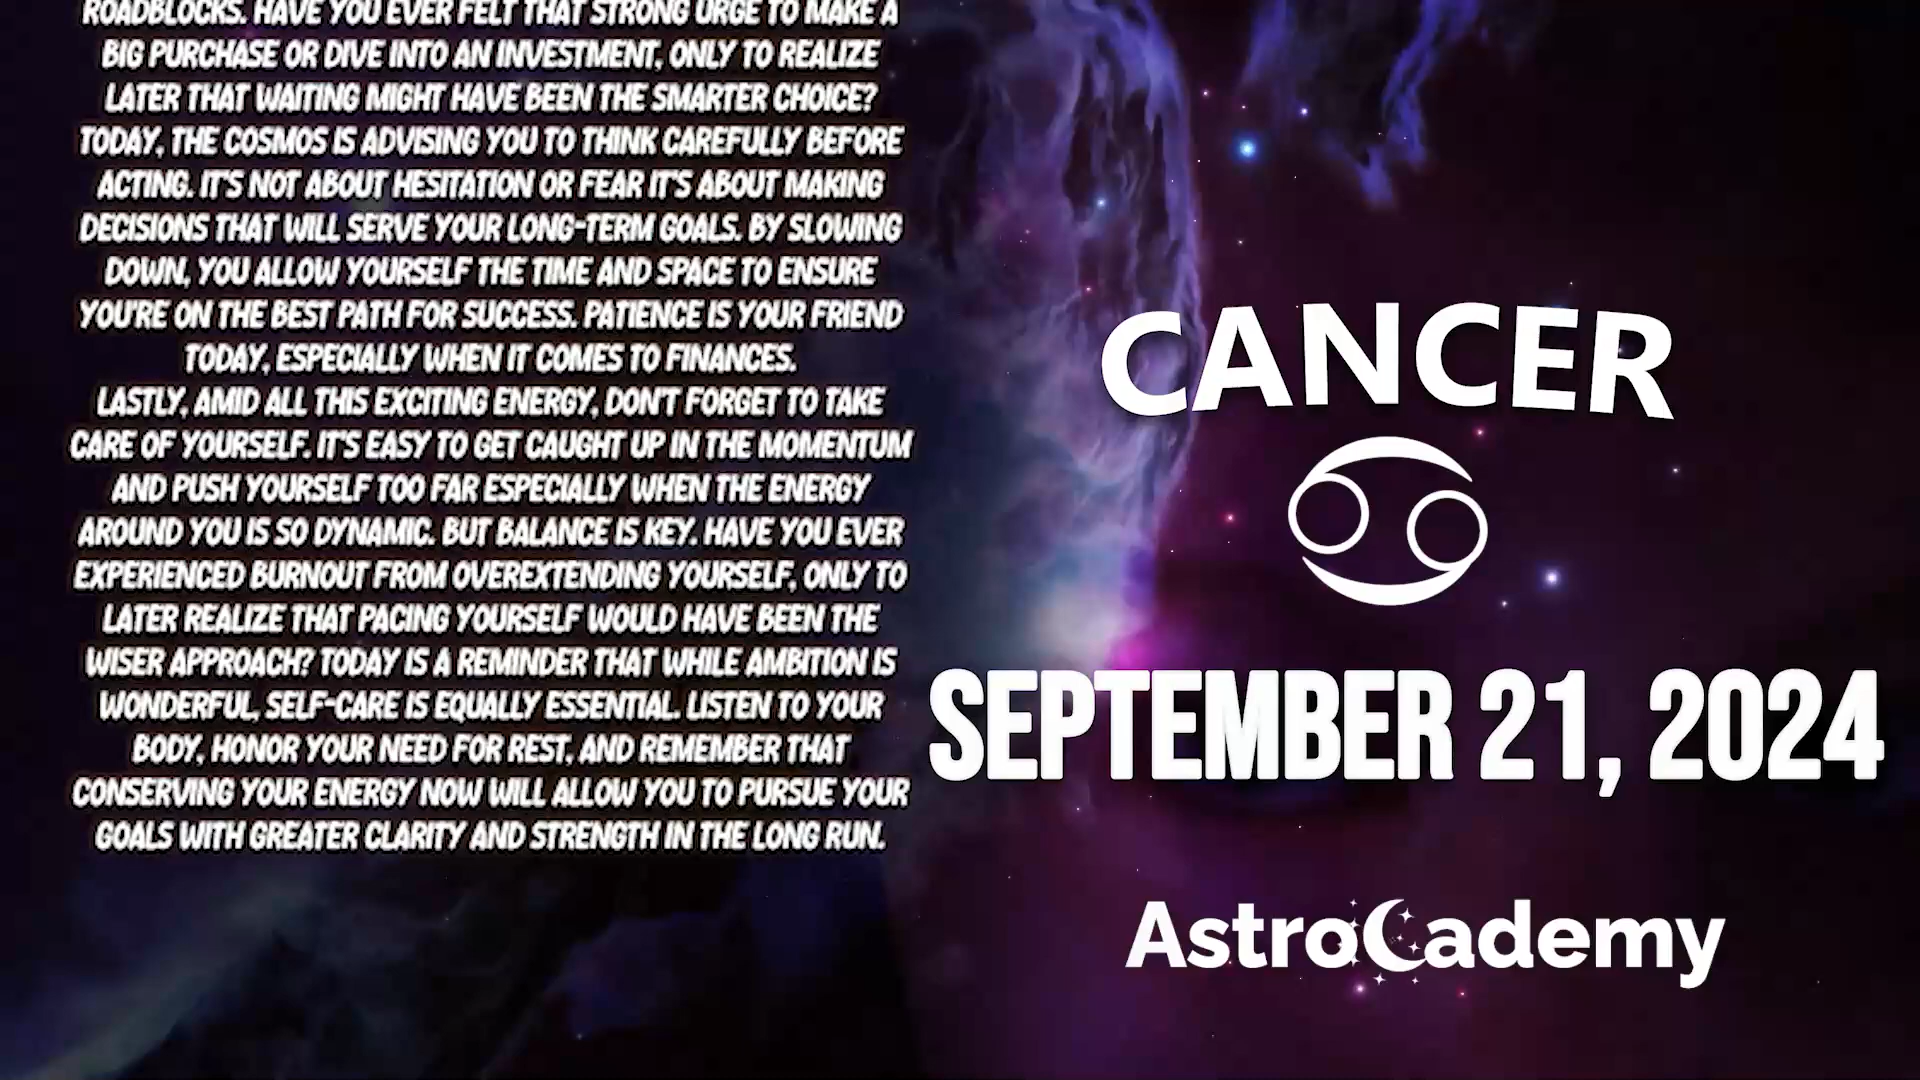 ROADBLOCKS. HAVE YOU EVER FELT THAT STRONG URGE TO MAKE A
BIG PURCHASE OR DIVE INTO AN INVESTMENT, ONLY TO REALIZE
LATER THAT WAITING MIGHT HAVE BEEN THE SMARTER CHOICE?
TODAY, THE COSMOS IS ADVISING YOU TO THINK CAREFULLY BEFORE
ACTING. IT'S NOT ABOUT HESITATION OR FEAR IT'S ABOUT MAKING
DECISIONS THAT WILL SERVE YOUR LONG-TERM GOALS. BY SLOWING
DOWN, YOU ALLOW YOURSELF THE TIME AND SPACE TO ENSURE
YOU'RE ON THE BEST PATH FOR SUCCESS. PATIENCE IS YOUR FRIEND
TODAY, ESPECIALLY WHEN IT COMES TO FINANCES.
LASTLY, AMID ALL THIS EXCITING ENERGY, DON'T FORGET TO TAKE
CARE OF YOURSELF. IT'S EASY TO GET CAUGHT UP IN THE MOMENTUM
AND PUSH YOURSELF TOO FAR ESPECIALLY WHEN THE ENERGY
AROUND YOU IS SO DYNAMIC. BUT BALANCE IS KEY. HAVE YOU EVER
EXPERIENCED BURNOUT FROM OVEREXTENDING YOURSELF, ONLY TO
LATER REALIZE THAT PACING YOURSELF WOULD HAVE BEEN THE
WISER APPROACH? TODAY IS A REMINDER THAT WHILE AMBITION IS
WONDERFUL, SELF-CARE IS EQUALLY ESSENTIAL. LISTEN TO YOUR
BODY, HONOR YOUR NEED FOR REST, AND REMEMBER THAT
CONSERVING YOUR ENERGY NOW WILL ALLOW YOU TO PURSUE YOUR
GOALS WITH GREATER CLARITY AND STRENGTH IN THE LONG RUN.
CANCER
SEPTEMBER 21, 2024
AstroCademy